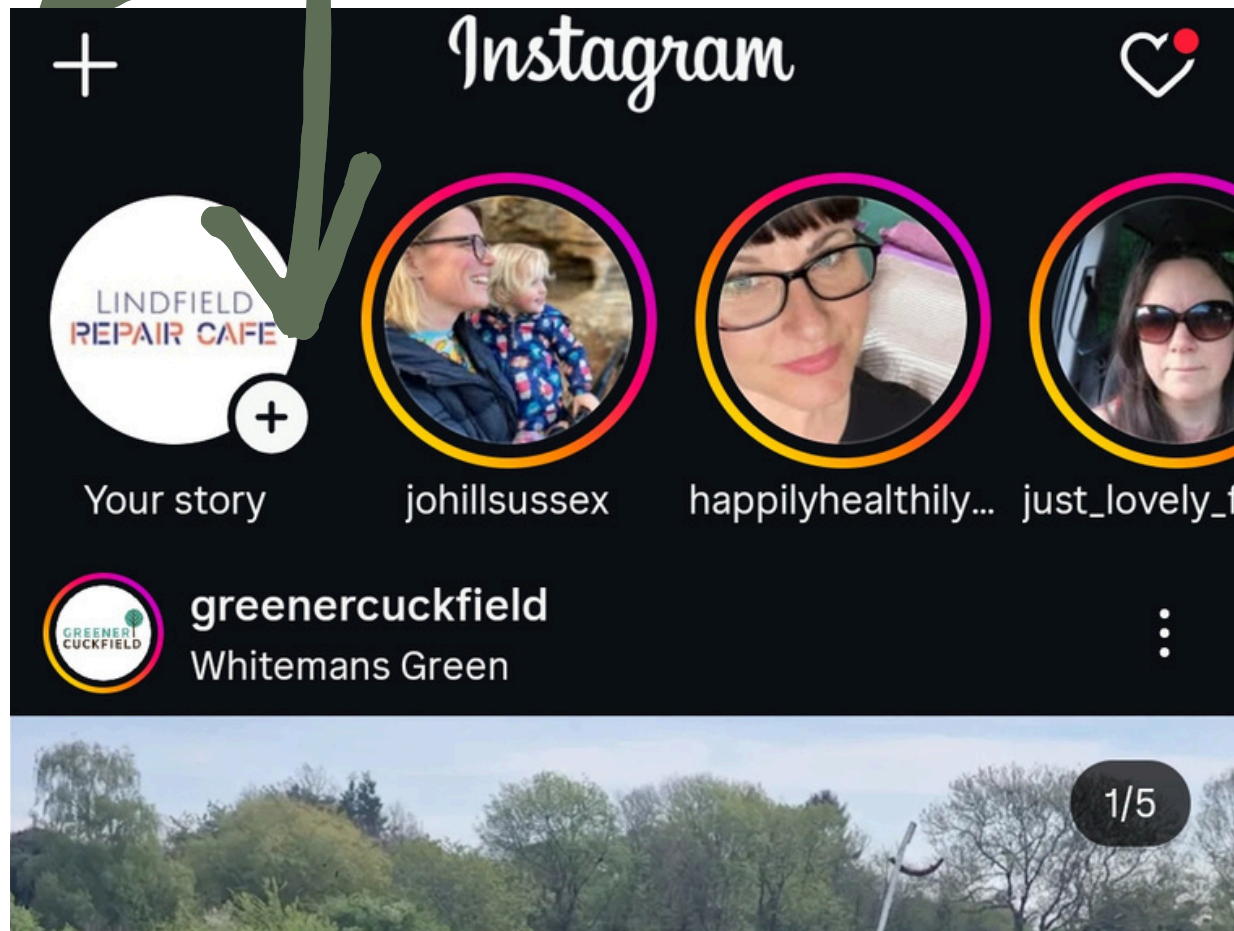 Instagram
LINDFIELD
REPAIR CAFE
Your story
johillsussex
happilyhealthily...
just_lovely_f
greenercuckfield
Whitemans Green
GREENER
CUCKFIELD
1/5